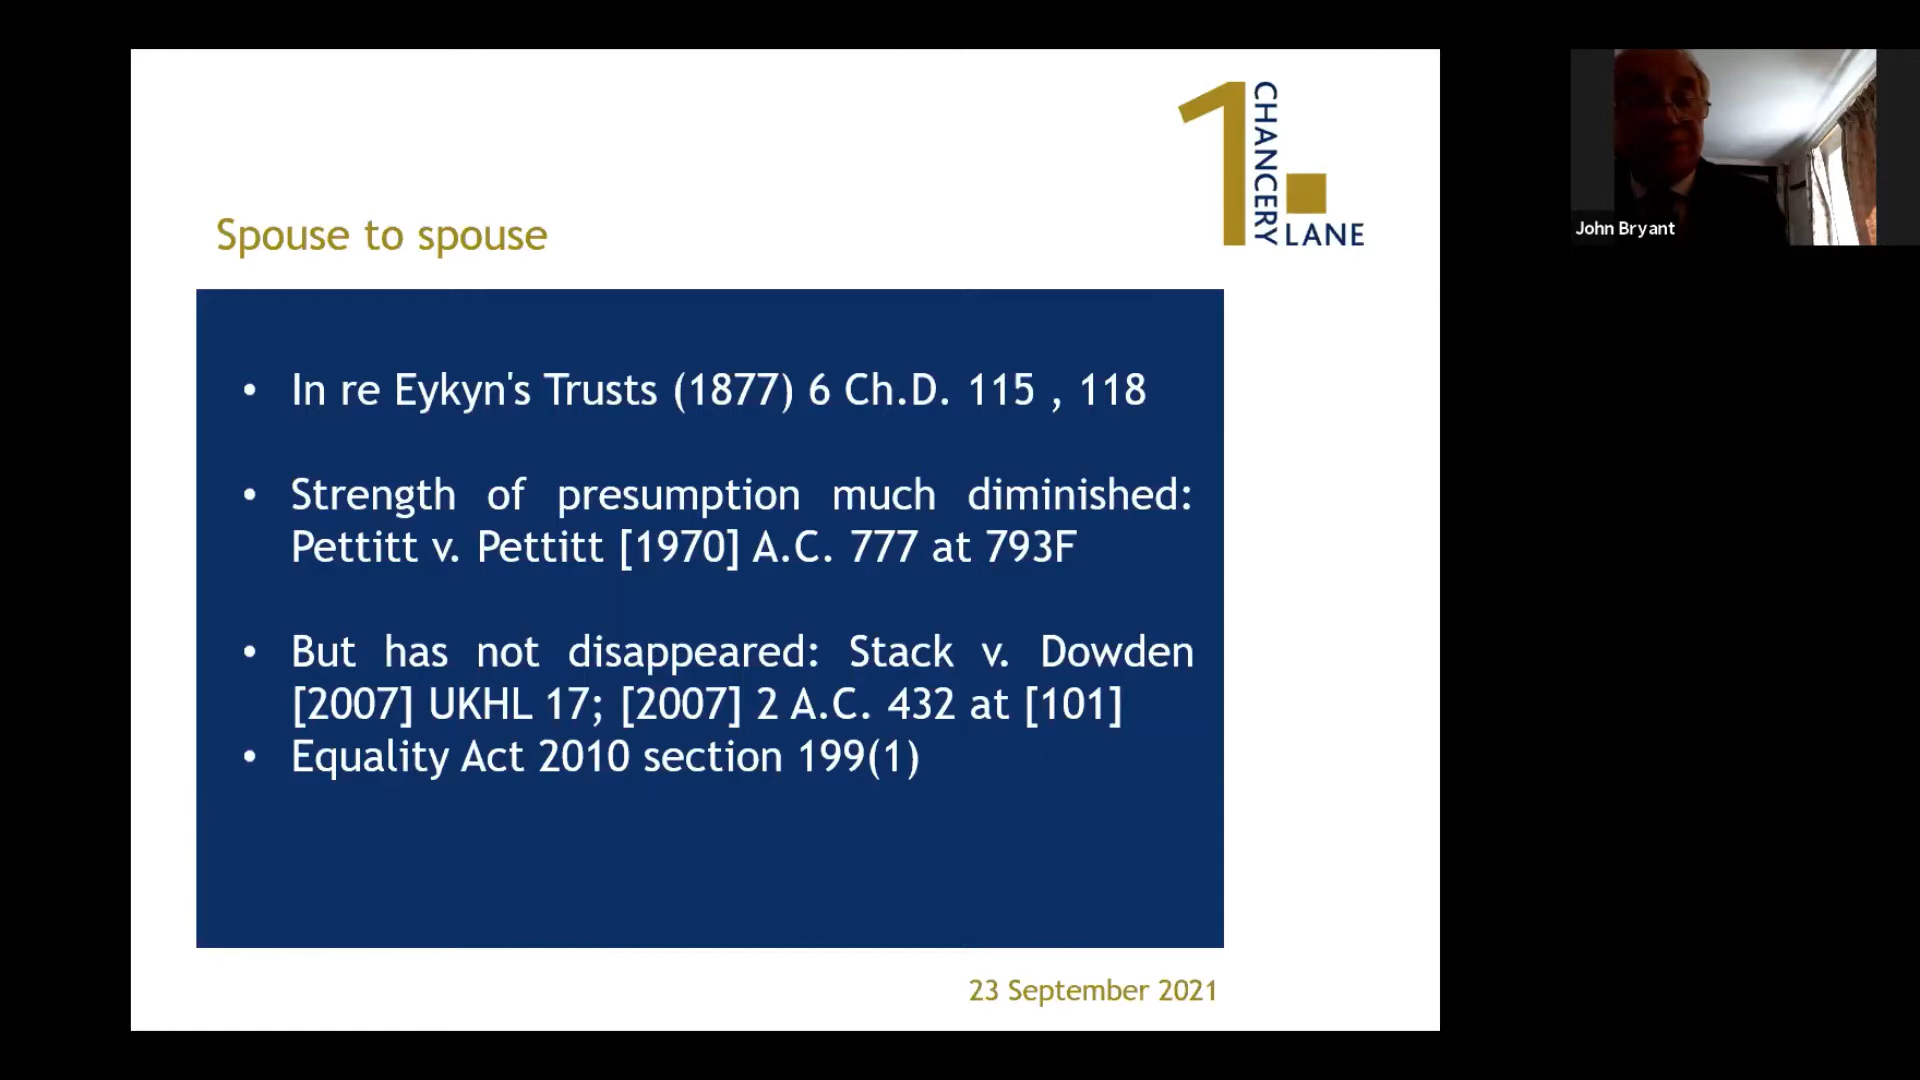 1 CHANCERY LANE
John Bryant
Spouse to spouse
• In re Eykyn's Trusts (1877) 6 Ch.D. 115 , 118
• Strength of presumption much diminished:
Pettitt v. Pettitt [1970] A.C. 777 at 793F
• But has not disappeared: Stack v. Dowden
[2007] UKHL 17; [2007] 2 A.C. 432 at [101]
• Equality Act 2010 section 199(1)
23 September 2021